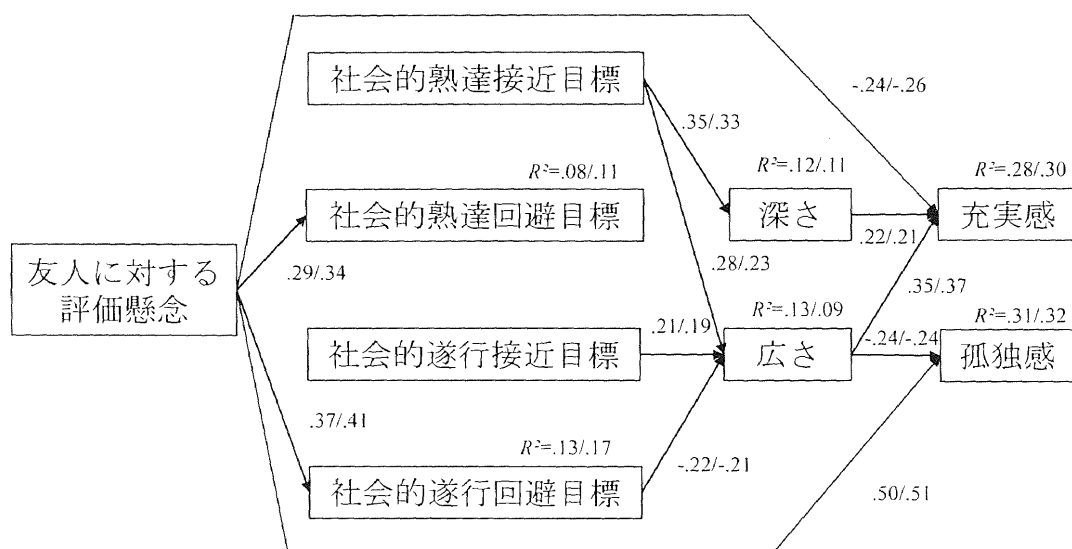 社会的熟達接近目標
-.24/-.26
.35/.33
R²=.08/.11
R²=.12/.11
R²=.28/.30
社会的熟達回避目標
深さ
充実感
.22/.21
友人に対する
評価懸念
.29/.34
.28/.23
.35/.37
R²=.13/.09
R²=.31/.32
.21/.19
-.24/-.24
社会的遂行接近目標
広さ
孤独感
.37/.41
R²=.13/.17
-.22/-.21
社会的遂行回避目標
.50/.51